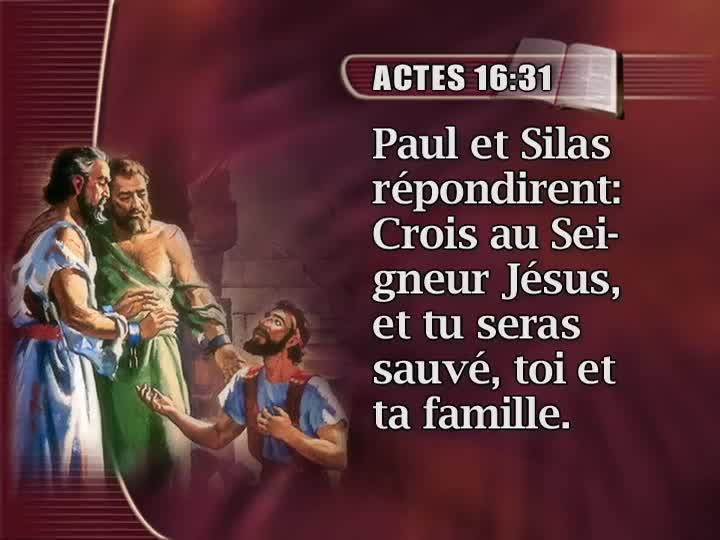 ACTES 16:31
Paul et Silas
répondirent:
Crois au Sei-
gneur Jésus,
et tu seras
sauvé, toi et
ta famille.